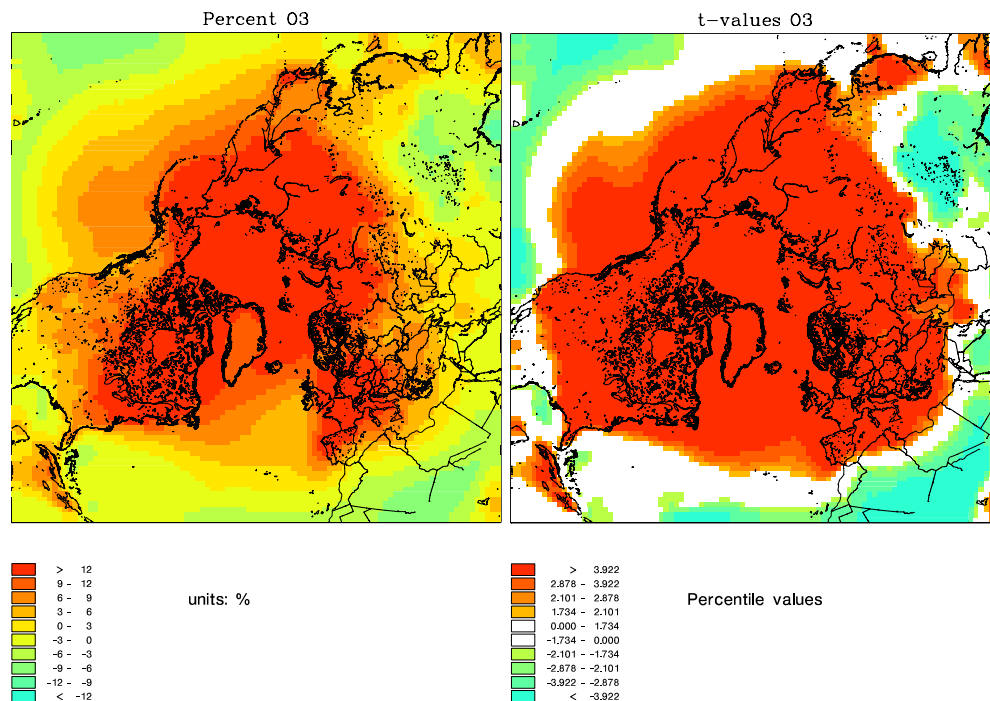 Percent O3
t-values O3
> 12
9 - 12
6 - 9
3 - 6
0 - 3
-3 - 0
-6 - -3
-9 - -6
-12 - -9
< -12
units: %
> 3.922
2.878 - 3.922
2.101 - 2.878
1.734 - 2.101
0.000 - 1.734
-1.734 - 0.000
-2.101 - -1.734
-2.878 - -2.101
-3.922 - -2.878
< -3.922
Percentile values